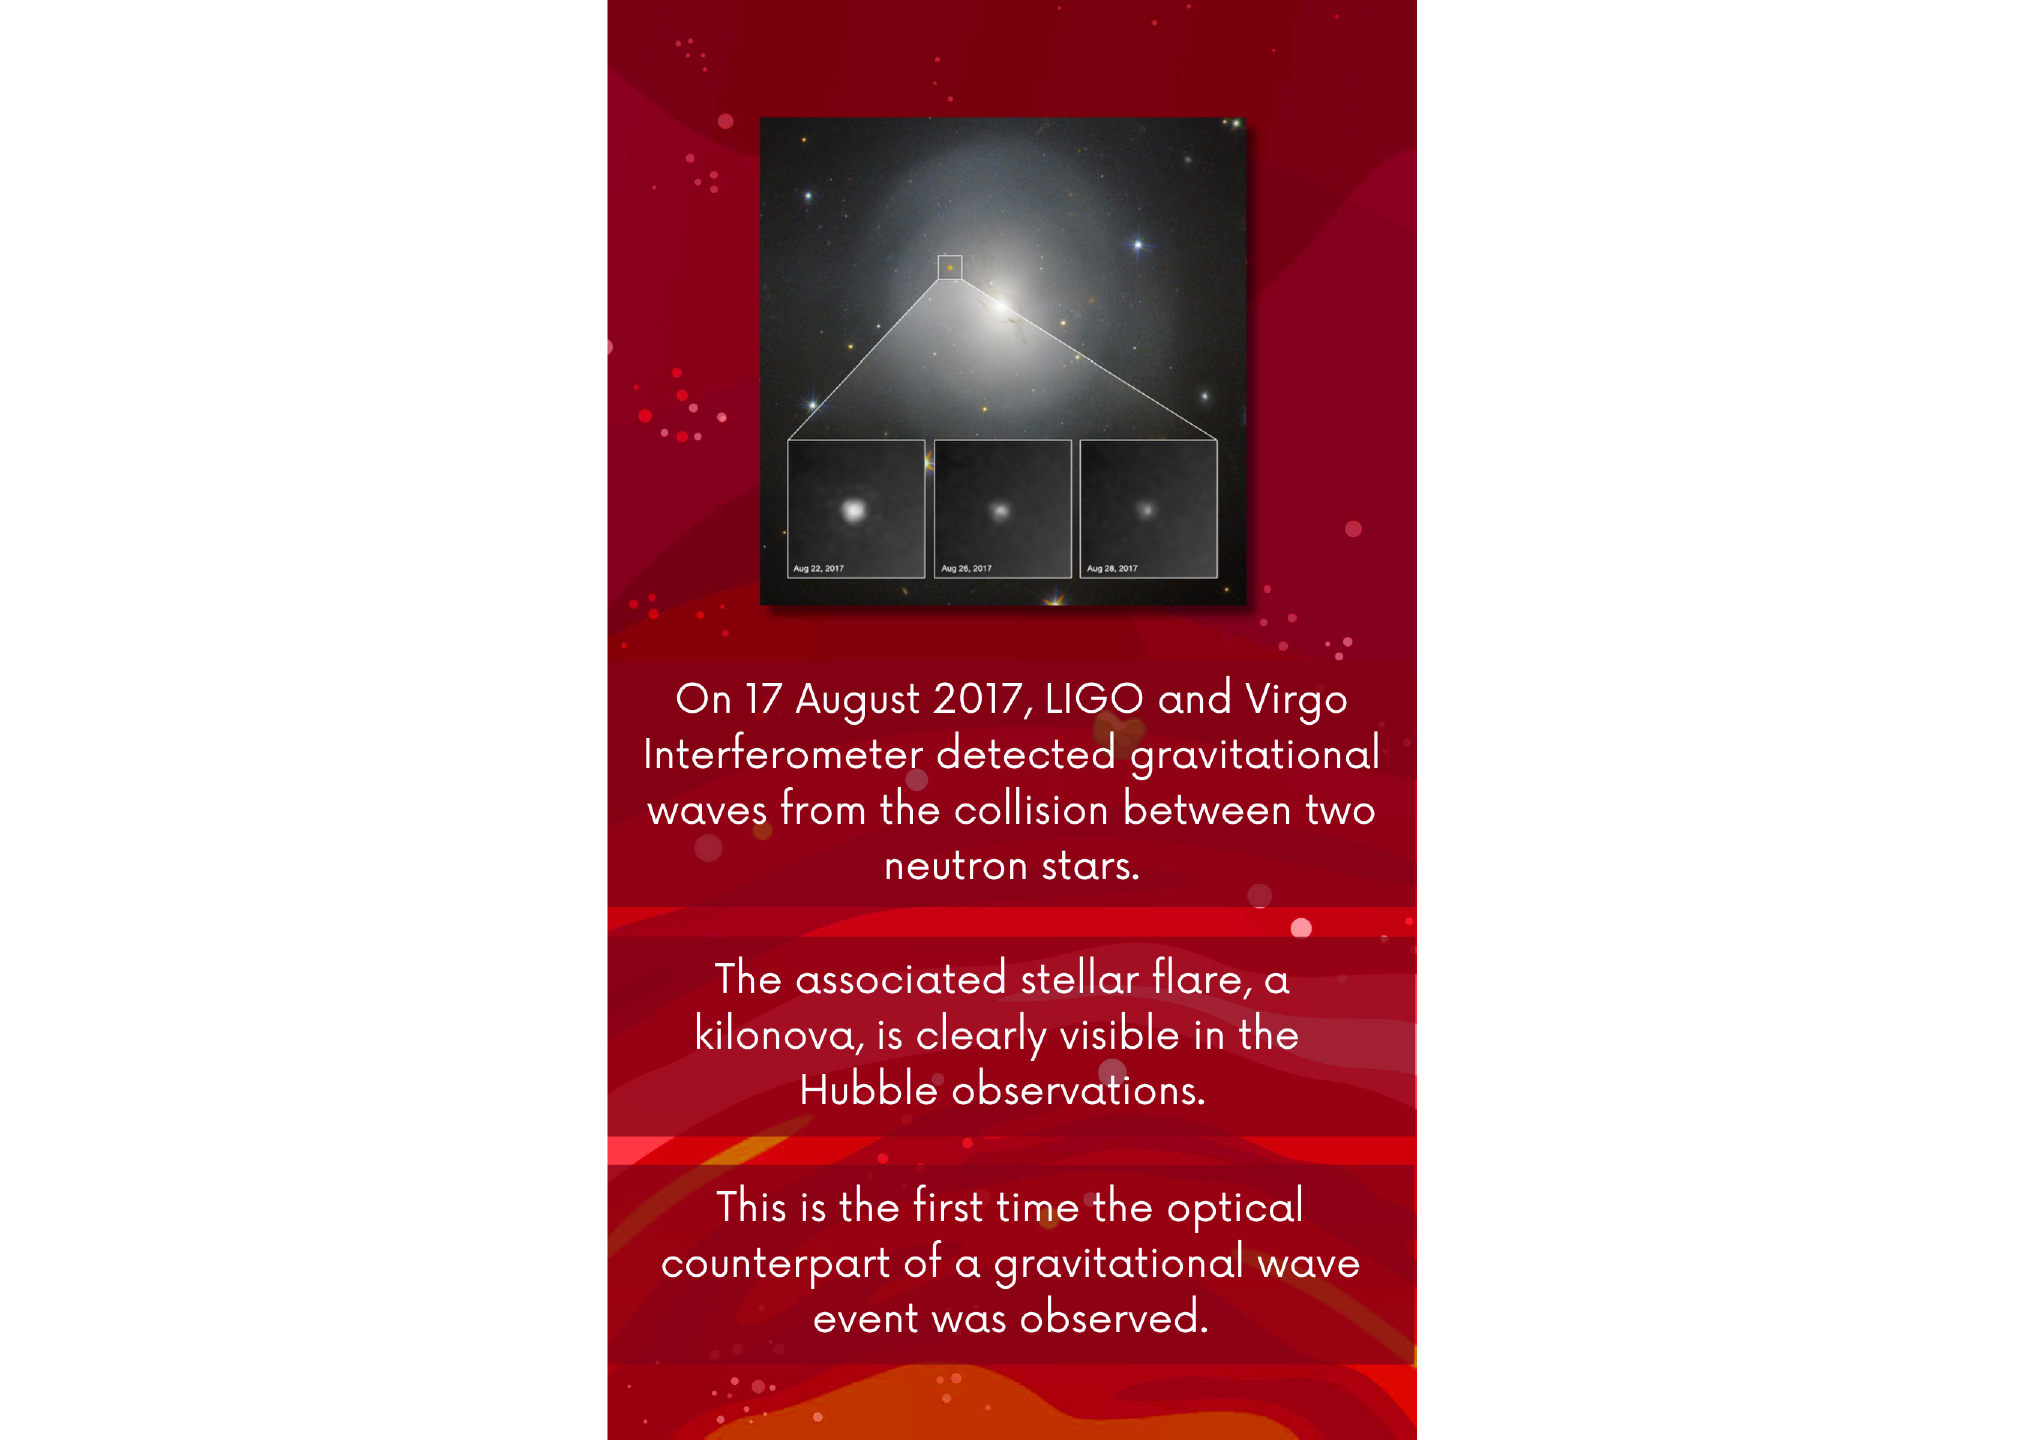 Aug 22, 2017
Aug 26, 2017
Aug 28, 2017
On 17 August 2017, LIGO and Virgo
Interferometer detected gravitational
waves from the collision between two
neutron stars.
The associated stellar flare, a
kilonova, is clearly visible in the
Hubble observations.
This is the first time the optical
counterpart of a gravitational wave
event was observed.